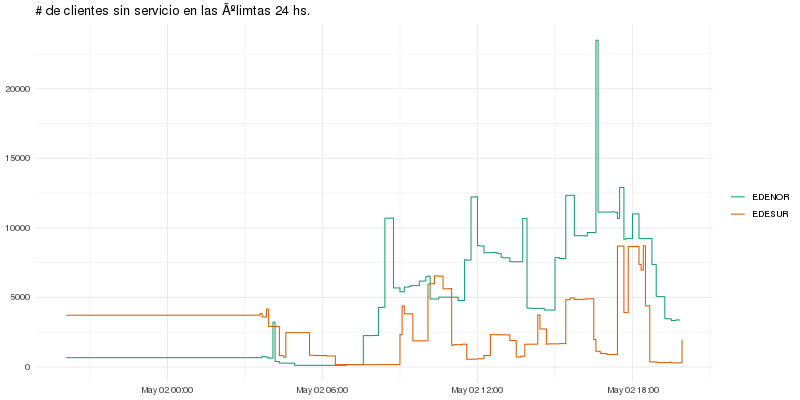 # de clientes sin servicio en las Ãºlimtas 24 hs.
20000
15000
10000
5000
0
May 02 00:00
May 02 06:00
May 02 12:00
May 02 18:00
EDENOR
EDESUR